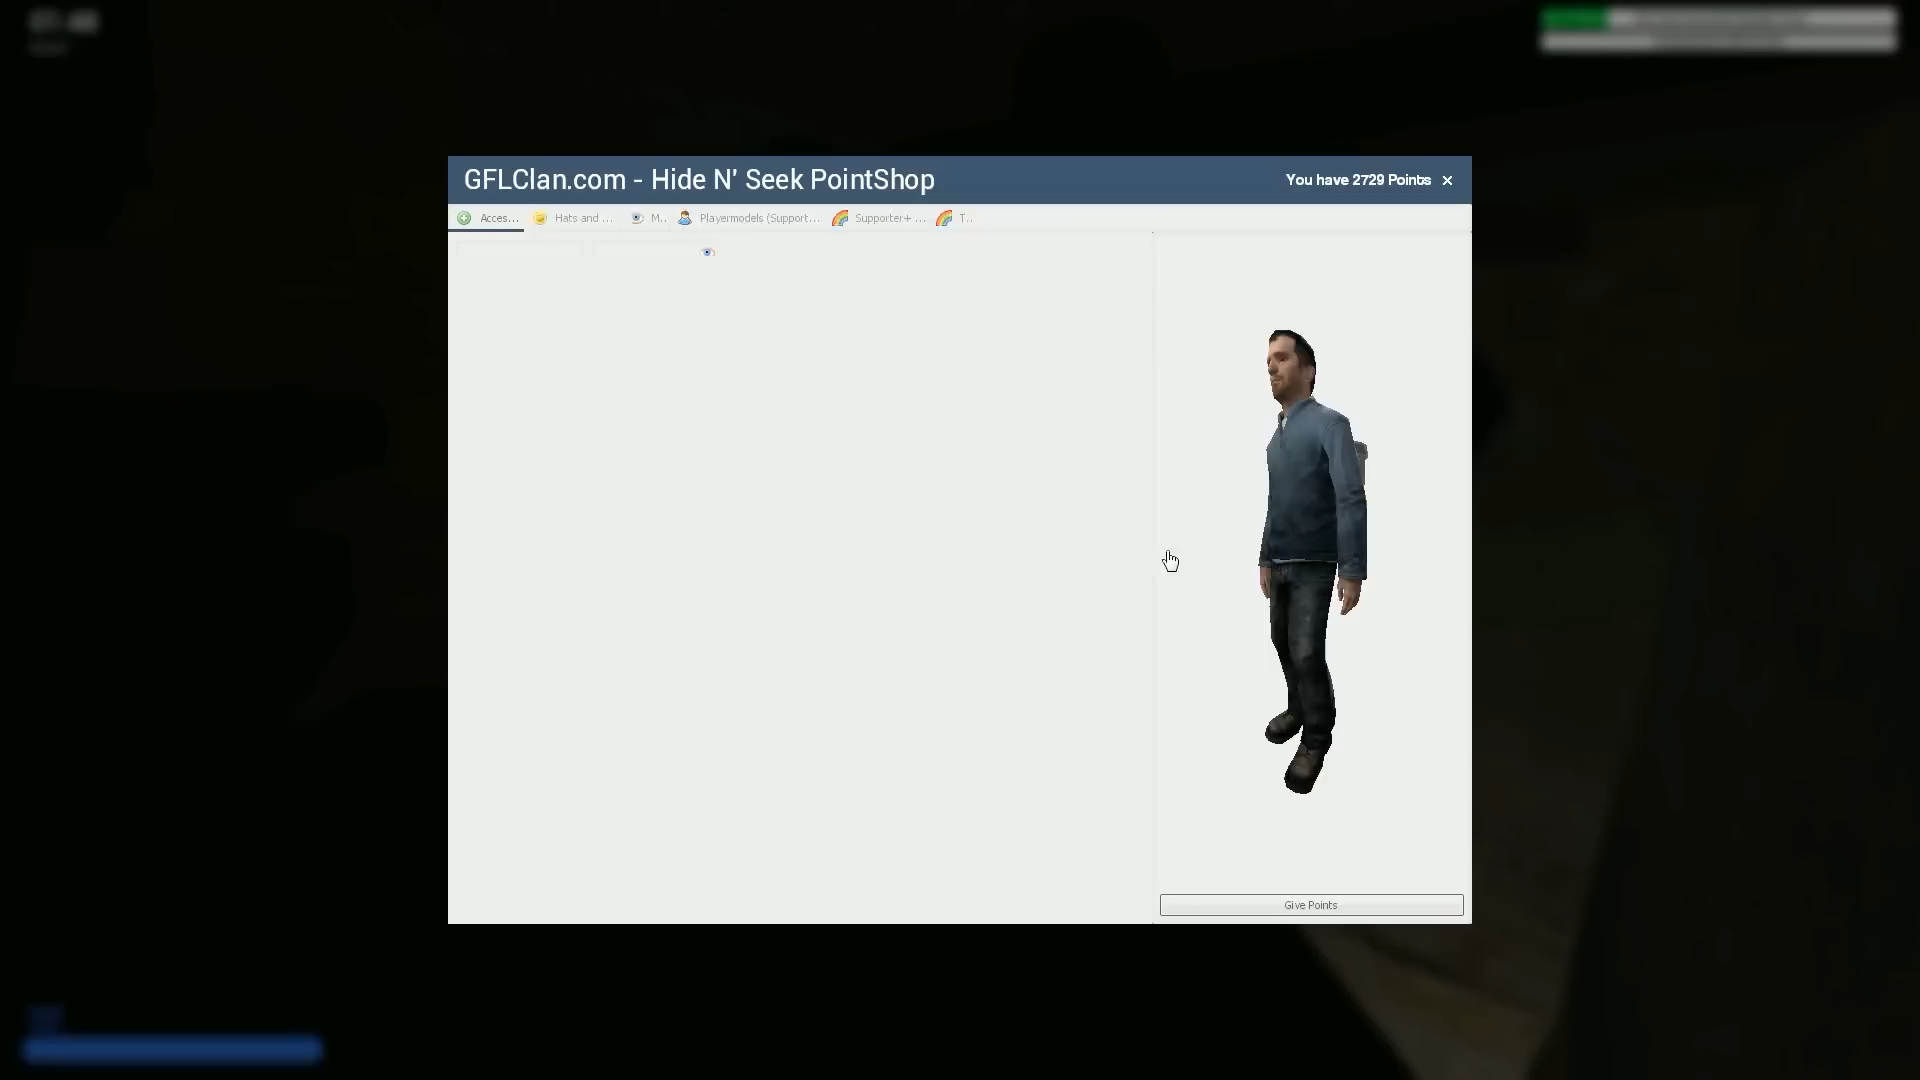 GFLClan.com - Hide N' Seek PointShop
You have 2729 Points ×
Acces... Hats and ... M.. Playermodels (Support... Supporter+ ... T..
Give Points